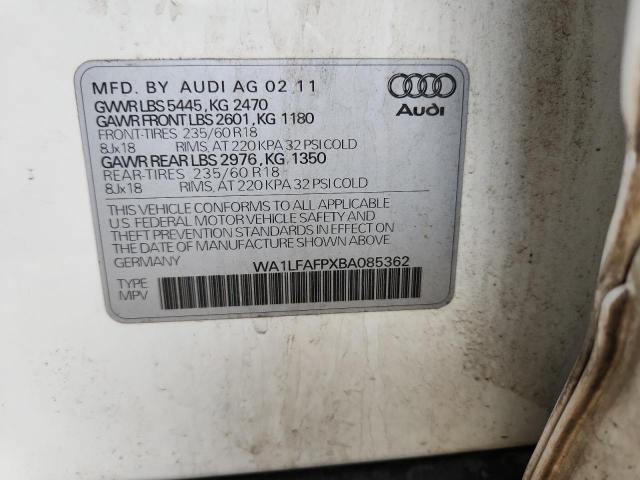 MFD. BY AUDI AG 02 11
GVWR LBS 5445, KG 2470
GAWR FRONT LBS 2601, KG 1180
FRONT-TIRES 235/60 R18
8Jx18 RIMS, AT 220 KPA 32 PSI COLD
GAWR REAR LBS 2976, KG 1350
REAR-TIRES 235/60 R18
8Jx18 RIMS, AT 220 KPA 32 PSI COLD
Audi
THIS VEHICLE CONFORMS TO ALL APPLICABLE
U.S. FEDERAL MOTOR VEHICLE SAFETY AND
THEFT PREVENTION STANDARDS IN EFFECT ON
THE DATE OF MANUFACTURE SHOWN ABOVE.
GERMANY WA1LFAFPXBA085362
TYPE
MPV